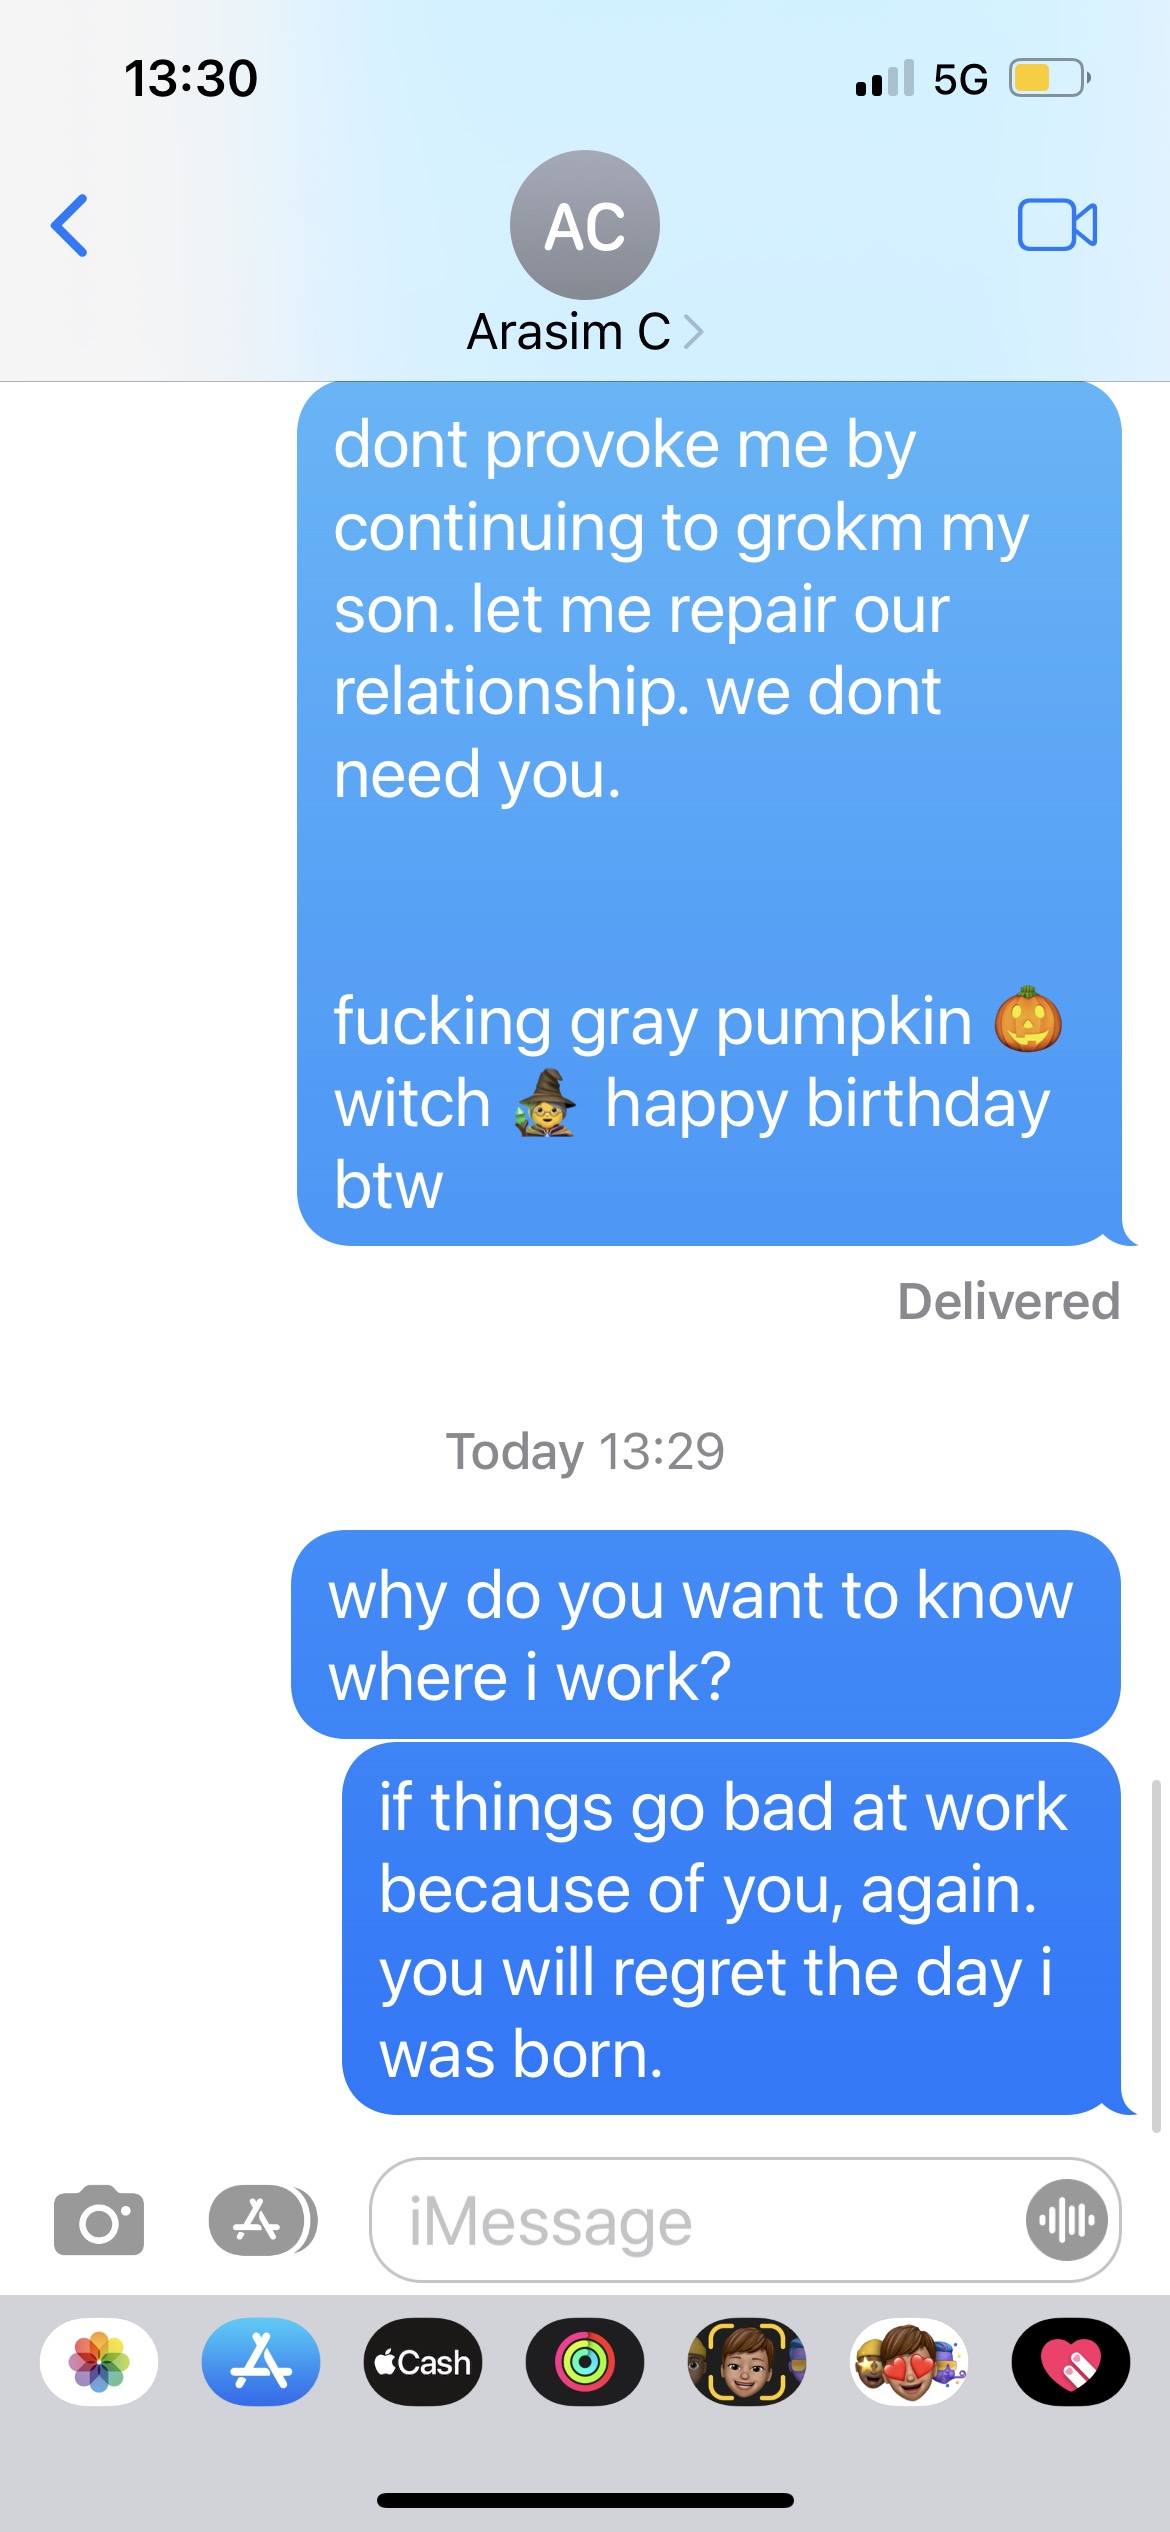 13:30
5G
AC
Arasim C
dont provoke me by
continuing to grokm my
son. let me repair our
relationship. we dont
need you.
fucking gray pumpkin 🎃
witch 🧙 happy birthday
btw
Delivered
Today 13:29
why do you want to know
where i work?
if things go bad at work
because of you, again.
you will regret the day i
was born.
iMessage
Cash